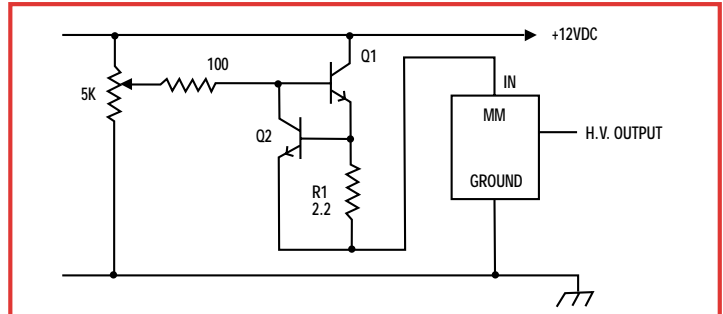 +12VDC
Q1
100
5K
IN
MM
Q2
H.V. OUTPUT
GROUND
R1
2.2